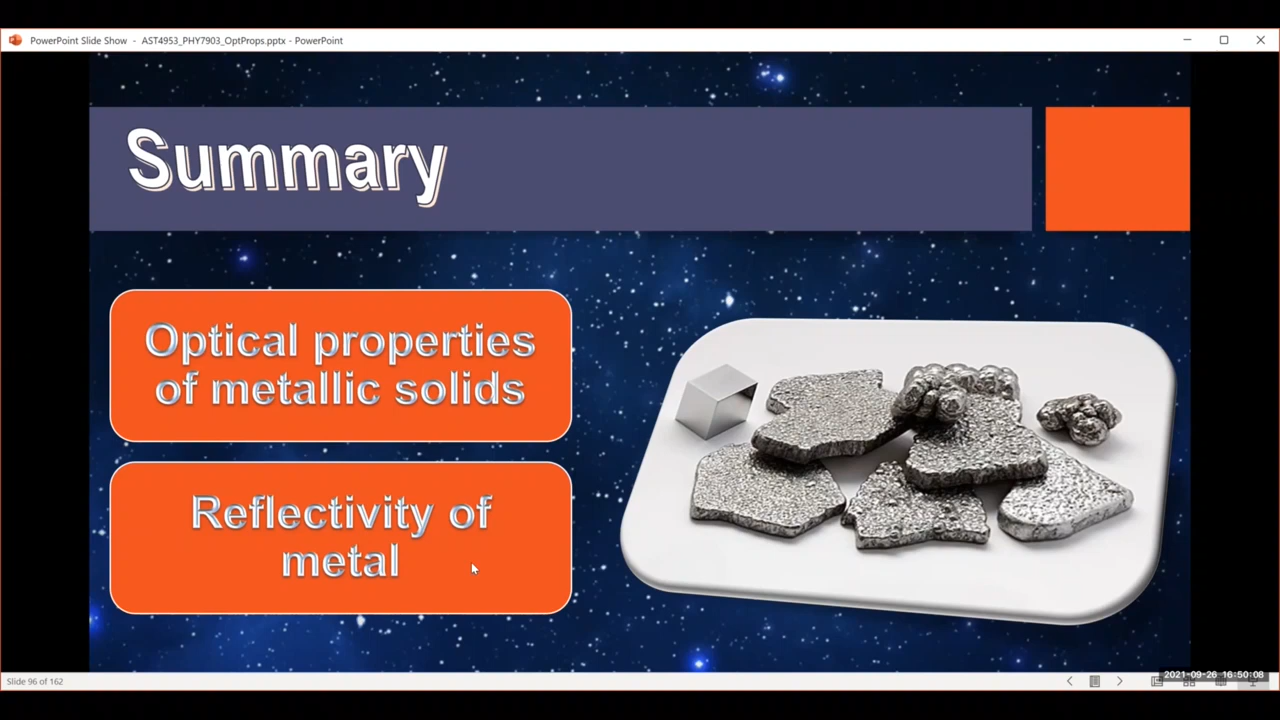 PowerPoint Slide Show - AST4953_PHY7903_OptProps.pptx - PowerPoint
Summary
Optical properties
of metallic solids
Reflectivity of
metal
Slide 96 of 162
2021-09-26 16:50:08